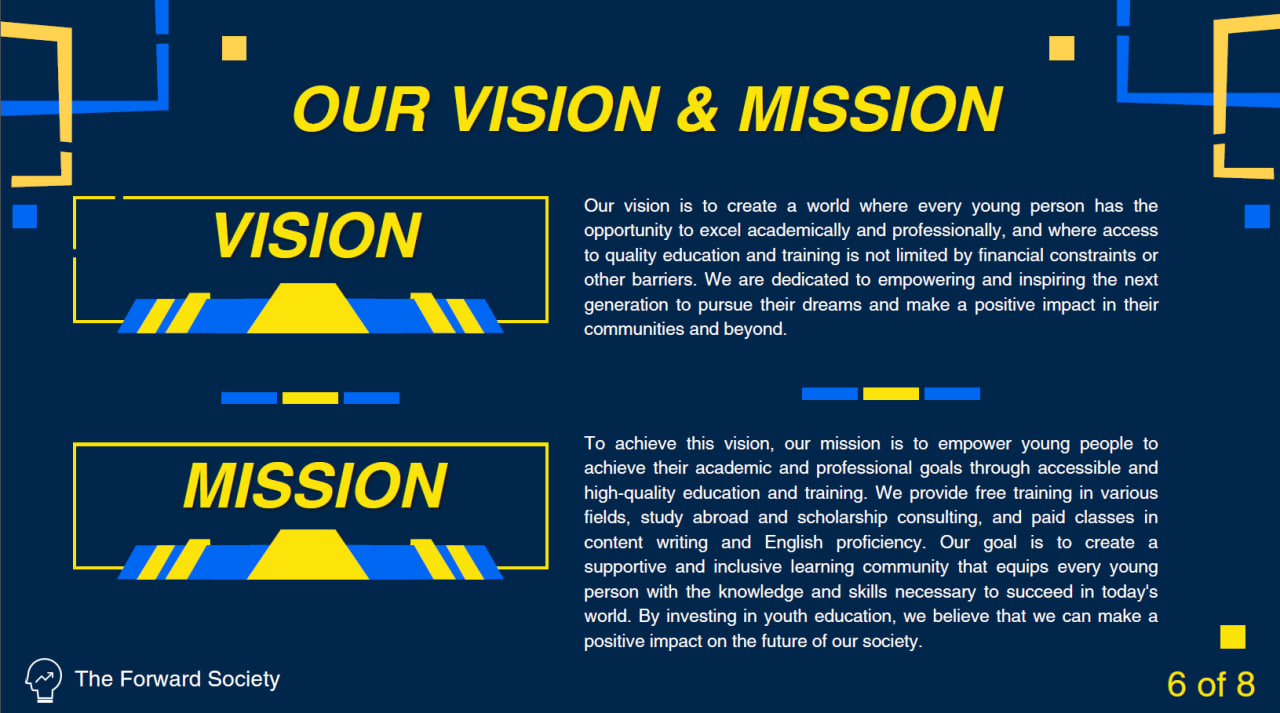 OUR VISION & MISSION
VISION
Our vision is to create a world where every young person has the
opportunity to excel academically and professionally, and where access
to quality education and training is not limited by financial constraints or
other barriers. We are dedicated to empowering and inspiring the next
generation to pursue their dreams and make a positive impact in their
communities and beyond.
MISSION
To achieve this vision, our mission is to empower young people to
achieve their academic and professional goals through accessible and
high-quality education and training. We provide free training in various
fields, study abroad and scholarship consulting, and paid classes in
content writing and English proficiency. Our goal is to create a
supportive and inclusive learning community that equips every young
person with the knowledge and skills necessary to succeed in today's
world. By investing in youth education, we believe that we can make a
positive impact on the future of our society.
The Forward Society
6 of 8